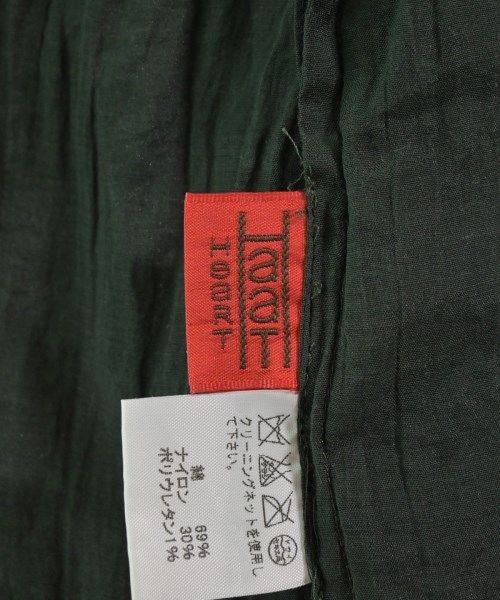 クリーニングネットを使用し
て下さい。
綿 69%
ナイロン 30%
ポリウレタン1%